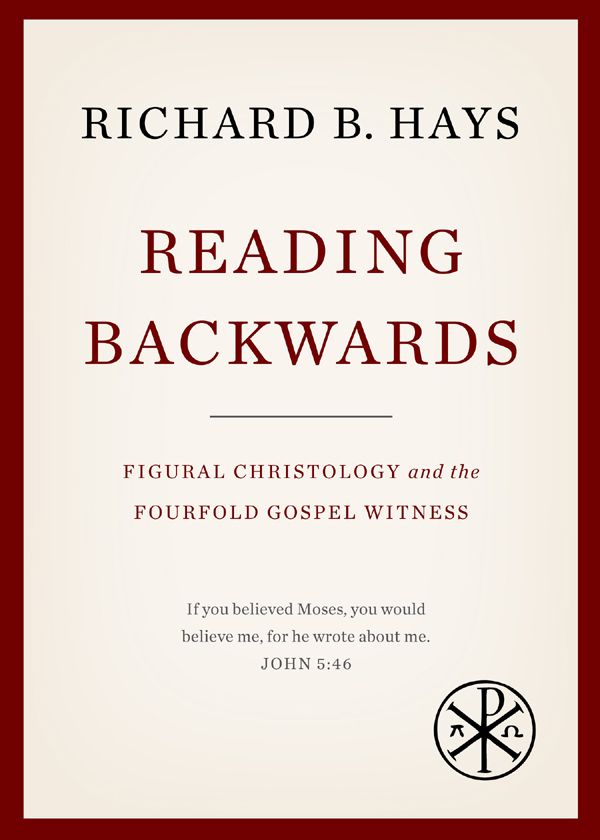 RICHARD B. HAYS
READING
BACKWARDS
FIGURAL CHRISTOLOGY and the
FOURFOLD GOSPEL WITNESS
If you believed Moses, you would
believe me, for he wrote about me.
JOHN 5:46
Α Ω